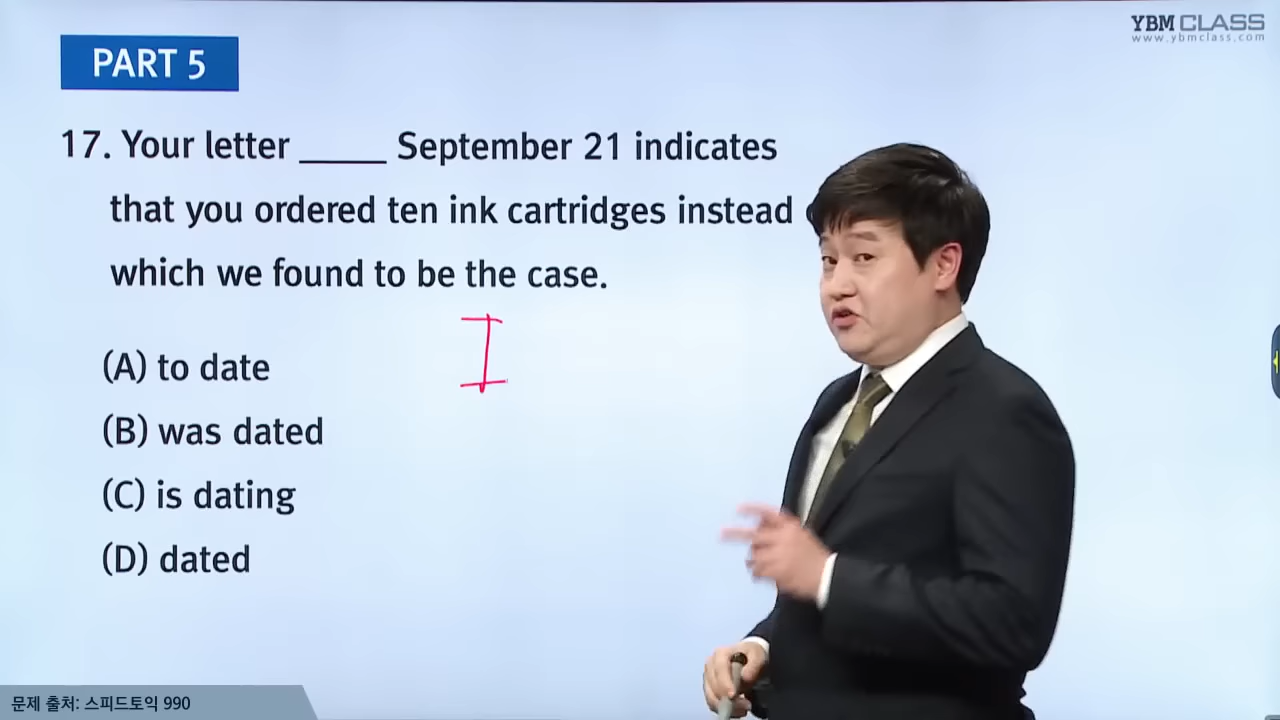 YBM CLASS
www.ybmclass.com
PART 5
17. Your letter _____ September 21 indicates
that you ordered ten ink cartridges instead
which we found to be the case.
I
(A) to date
(B) was dated
(C) is dating
(D) dated
문제 출처: 스피드토익 990